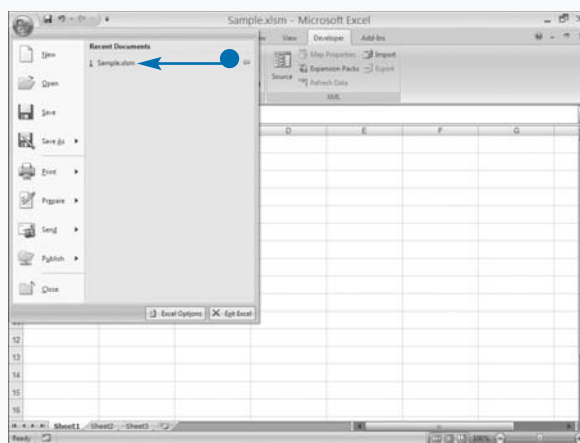 Sample.xlsm - Microsoft Excel
View Developer Add-Ins
Recent Documents
1 Sample.xlsm
New
Open
Save
Save As
Print
Prepare
Send
Publish
Close
Excel Options
Exit Excel
Source
Map Properties
Import
Expansion Packs
Export
Refresh Data
XML
D E F G
12
13
14
15
16
Sheet1 Sheet2 Sheet3
Ready
100%